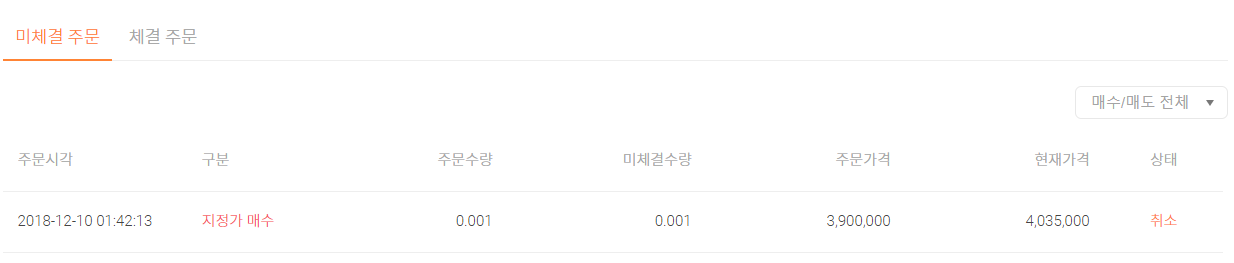 미체결 주문 체결 주문
매수/매도 전체
주문시각 구분 주문수량 미체결수량 주문가격 현재가격 상태
2018-12-10 01:42:13 지정가 매수 0.001 0.001 3,900,000 4,035,000 취소